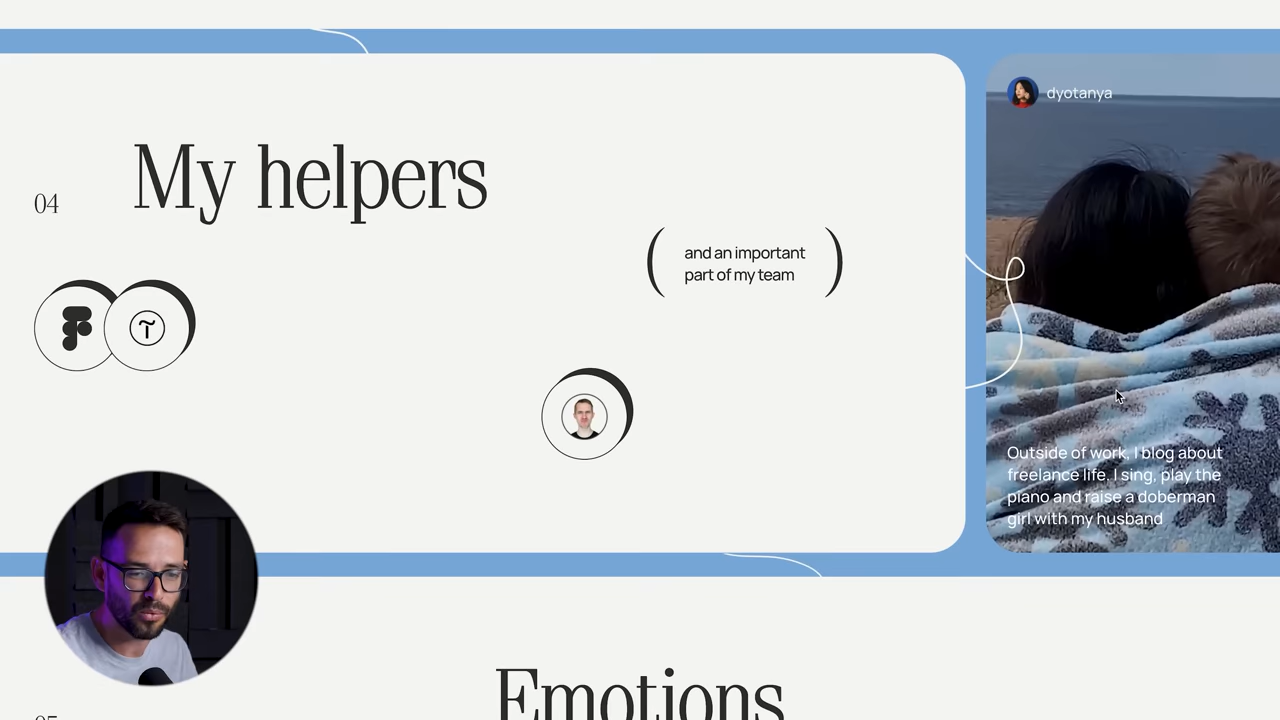 dyotanya
My helpers
04
and an important
part of my team
Outside of work, I blog about
freelance life. I sing, play the
piano and raise a doberman
girl with my husband
Emotions